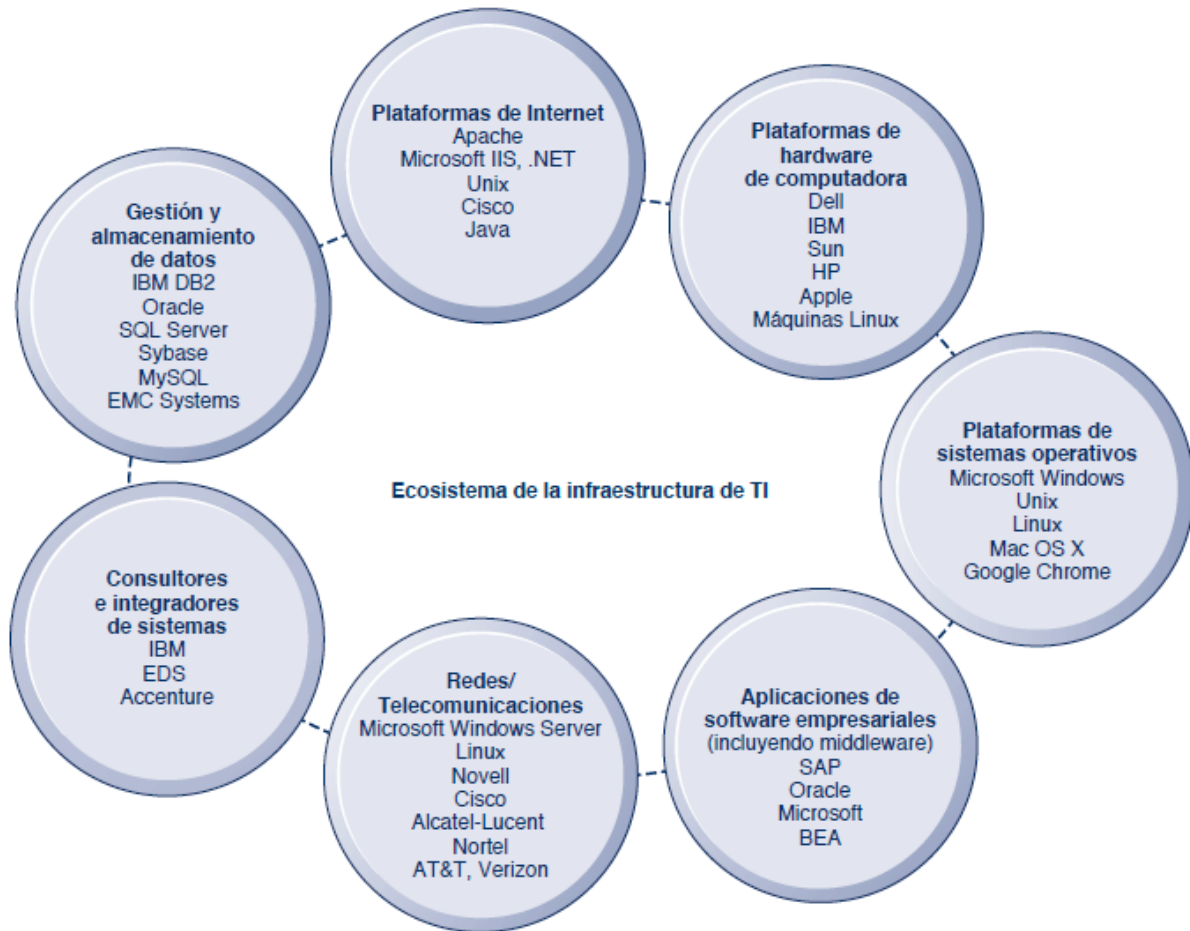 Plataformas de Internet
Apache
Microsoft IIS, .NET
Unix
Cisco
Java
Plataformas de
hardware
de computadora
Dell
IBM
Sun
HP
Apple
Máquinas Linux
Gestión y
almacenamiento
de datos
IBM DB2
Oracle
SQL Server
Sybase
MySQL
EMC Systems
Plataformas de
sistemas operativos
Microsoft Windows
Unix
Linux
Mac OS X
Google Chrome
Ecosistema de la infraestructura de TI
Consultores
e integradores
de sistemas
IBM
EDS
Accenture
Redes/
Telecomunicaciones
Microsoft Windows Server
Linux
Novell
Cisco
Alcatel-Lucent
Nortel
AT&T, Verizon
Aplicaciones de
software empresariales
(incluyendo middleware)
SAP
Oracle
Microsoft
BEA